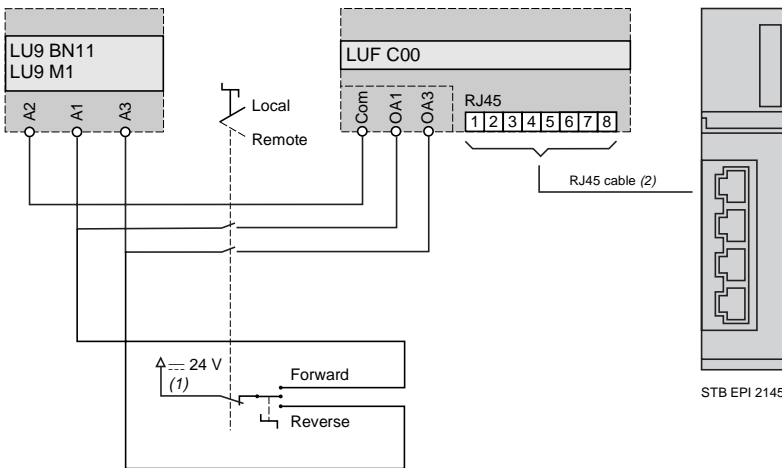 LU9 BN11
LU9 M1
A2
A1
A3
Local
Remote
LUF C00
Com
OA1
OA3
RJ45
1 2 3 4 5 6 7 8
RJ45 cable (2)
24 V
(1)
Forward
Reverse
STB EPI 2145